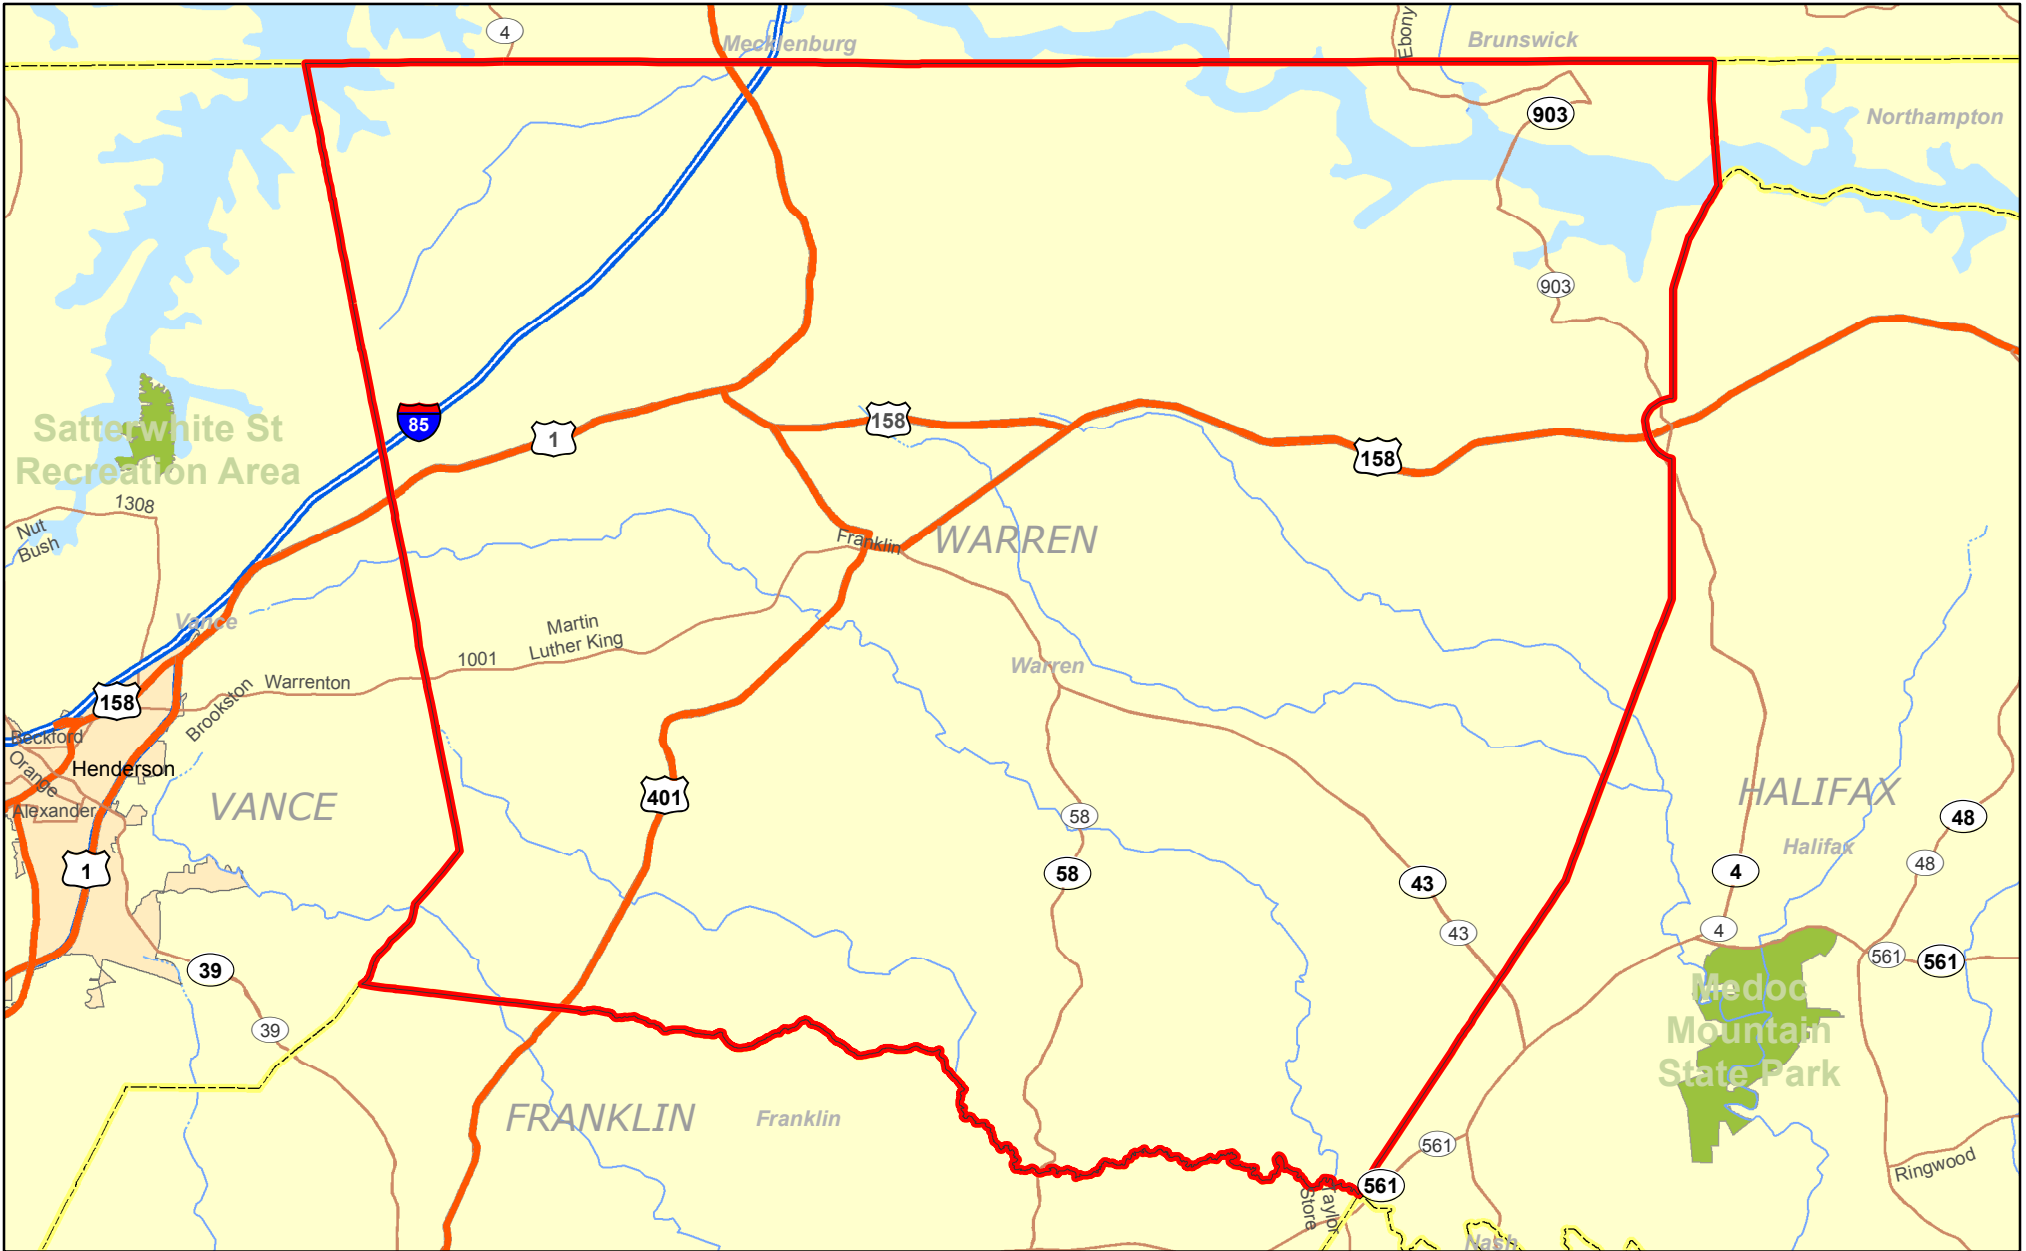 4
Mecklenburg
Ebony
Brunswick
903
Northampton
903
Satterwhite St
Recreation Area
85
1
158
158
1308
Nut
Bush
Franklin
WARREN
Vance
Martin
Luther King
1001
Warren
Warrenton
158
Brookston
Beckford
Orange
Henderson
Alexander
VANCE
401
HALIFAX
58
48
Halifax
1
58
43
4
48
43
4
561
561
39
Medoc
Mountain
State Park
39
FRANKLIN
Franklin
561
Ringwood
561
Taylor
Store
Nash